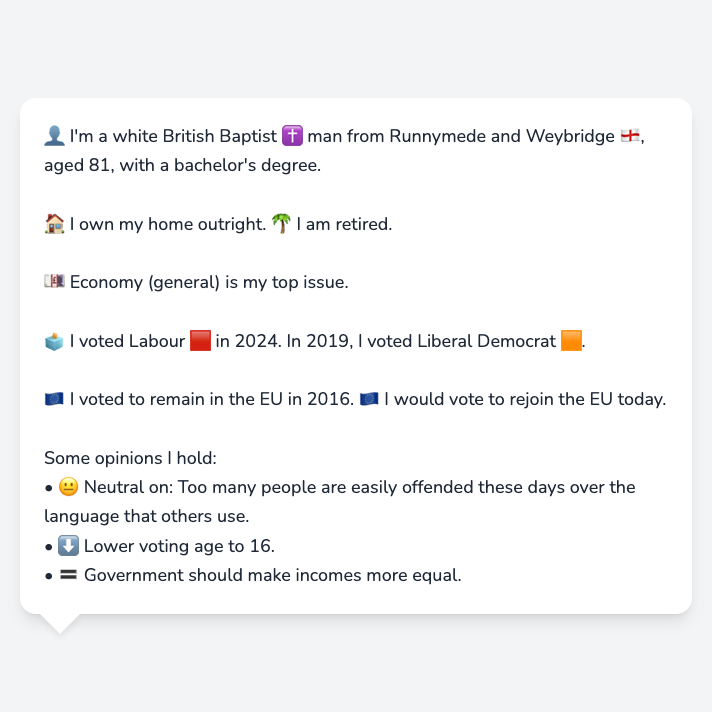 👤 I'm a white British Baptist ✝️ man from Runnymede and Weybridge 🏴󠁧󠁢󠁥󠁮󠁧󠁿,
aged 81, with a bachelor's degree.
🏠 I own my home outright. 🌴 I am retired.
💷 Economy (general) is my top issue.
🗳️ I voted Labour 🟥 in 2024. In 2019, I voted Liberal Democrat 🟧.
🇪🇺 I voted to remain in the EU in 2016. 🇪🇺 I would vote to rejoin the EU today.
Some opinions I hold:
• 😐 Neutral on: Too many people are easily offended these days over the
language that others use.
• ⬇️ Lower voting age to 16.
• 🟰 Government should make incomes more equal.